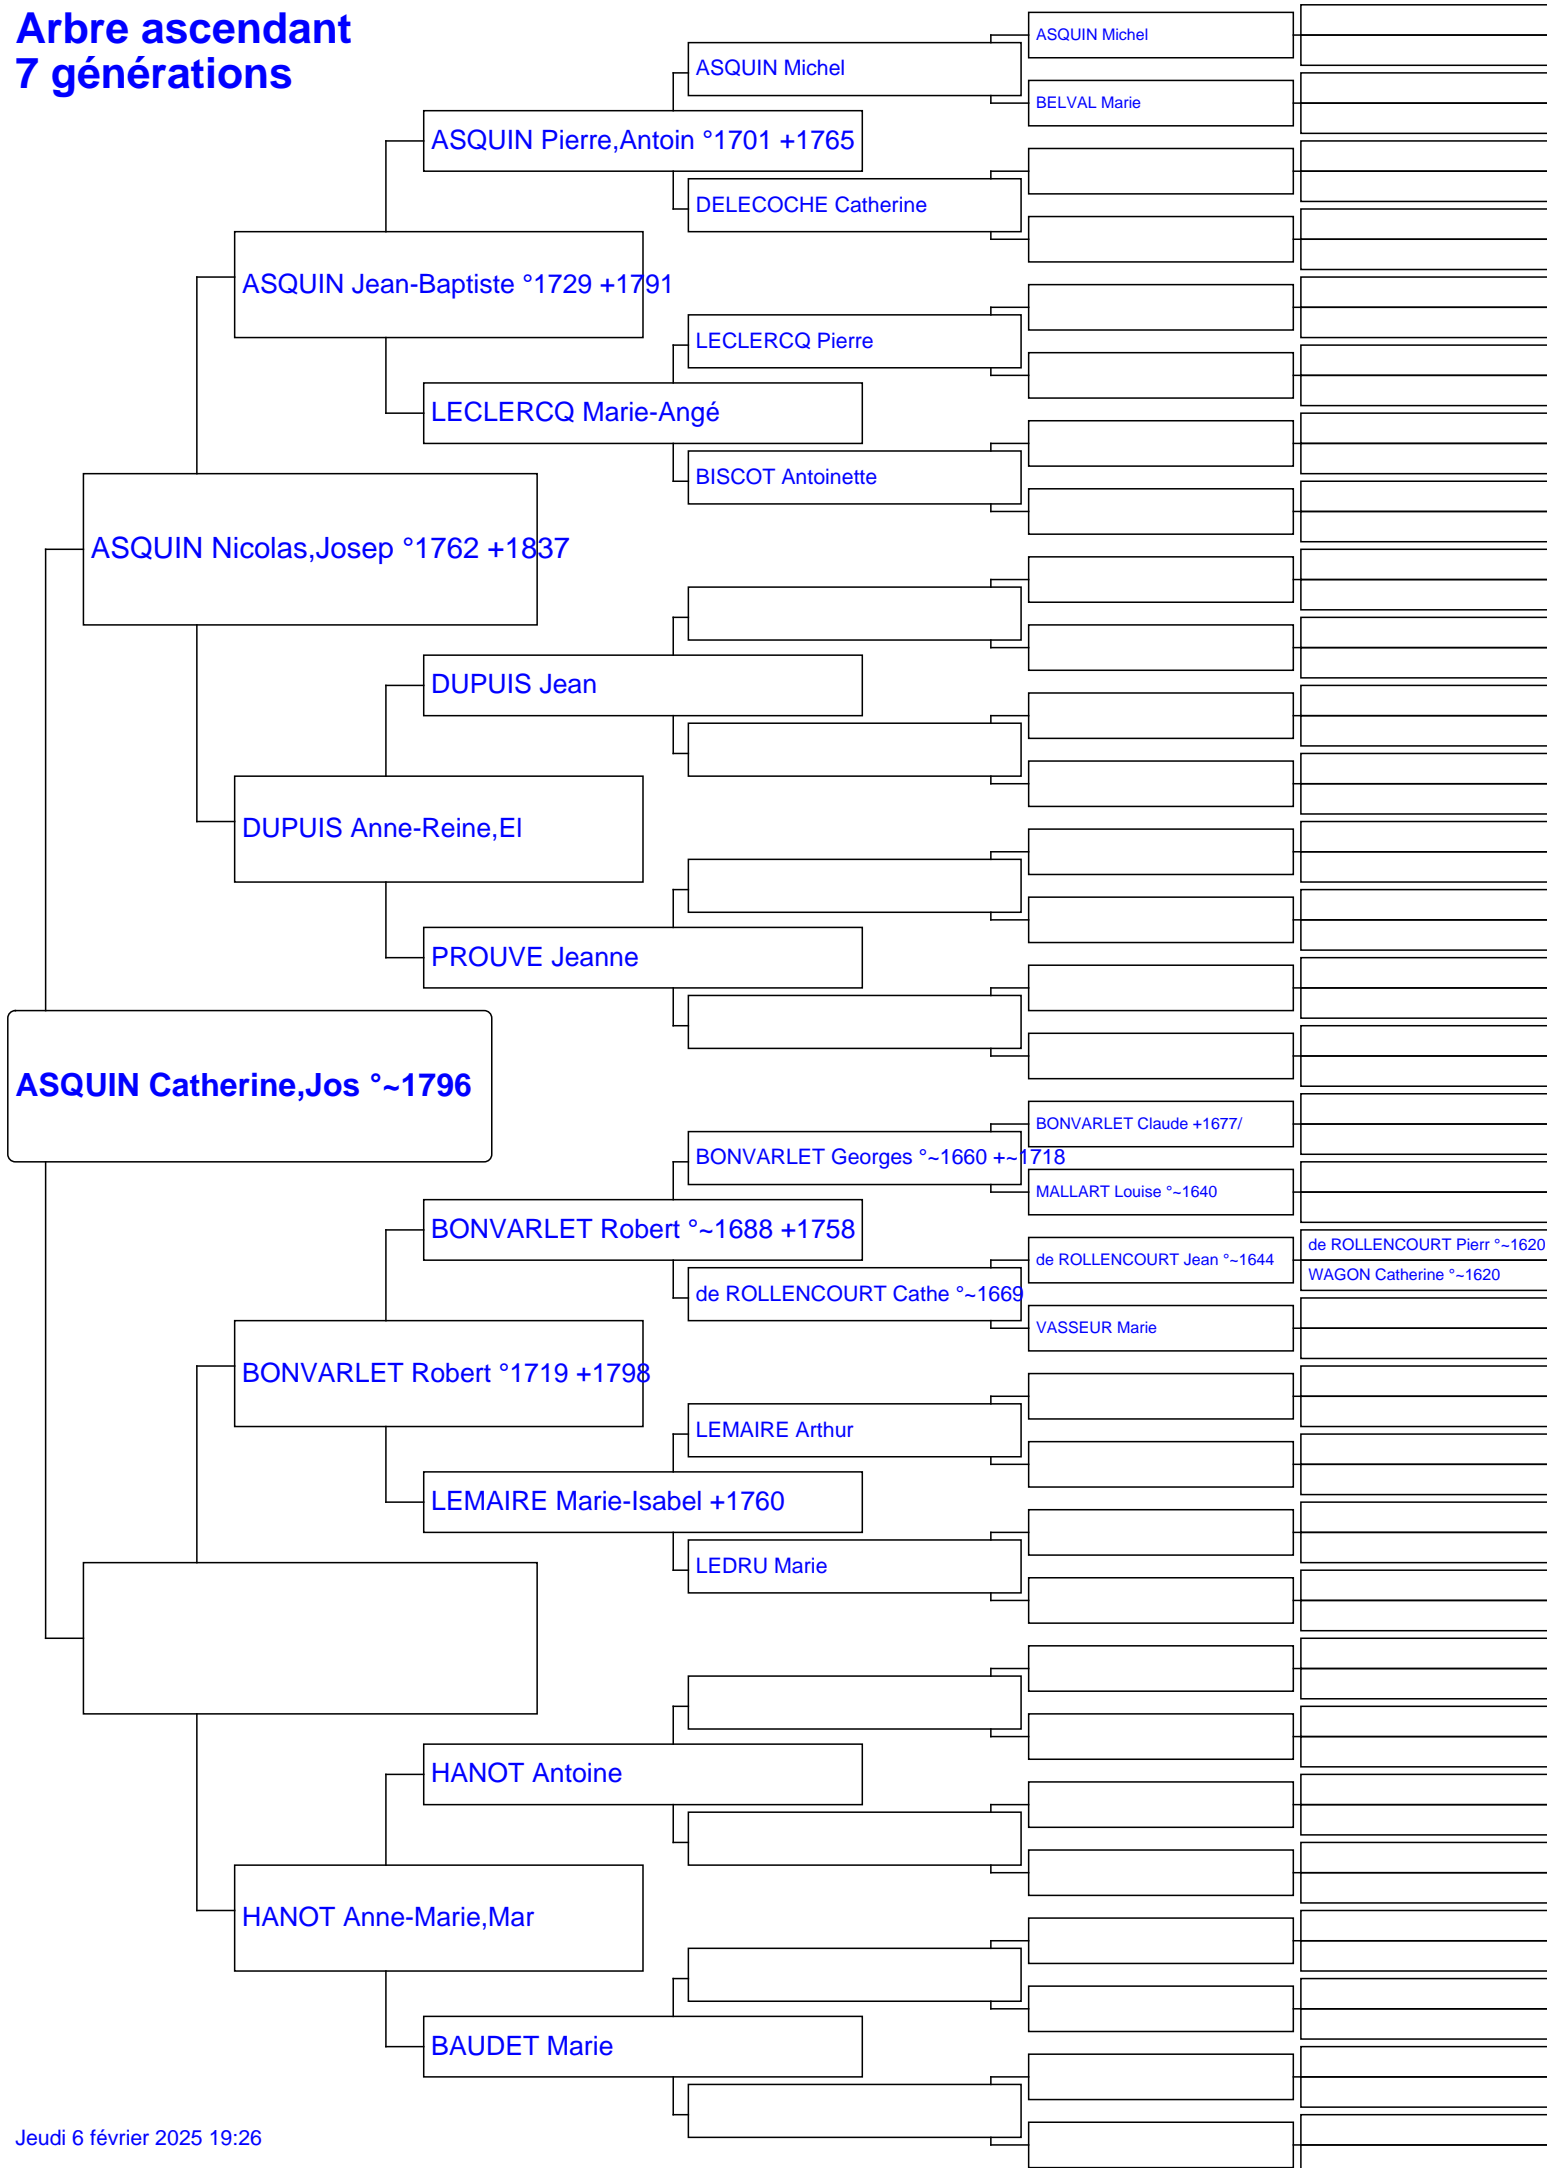 Arbre ascendant
7 générations
ASQUIN Michel
ASQUIN Michel
BELVAL Marie
ASQUIN Pierre,Antoin °1701 +1765
DELECOCHE Catherine
ASQUIN Jean-Baptiste °1729 +1791
LECLERCQ Pierre
LECLERCQ Marie-Angé
BISCOT Antoinette
ASQUIN Nicolas,Josep °1762 +1837
DUPUIS Jean
DUPUIS Anne-Reine,El
PROUVE Jeanne
ASQUIN Catherine,Jos °~1796
BONVARLET Claude +1677/
BONVARLET Georges °~1660 +~1718
MALLART Louise °~1640
BONVARLET Robert °~1688 +1758
de ROLLENCOURT Pierr °~1620
de ROLLENCOURT Jean °~1644
WAGON Catherine °~1620
de ROLLENCOURT Cathe °~1669
VASSEUR Marie
BONVARLET Robert °1719 +1798
LEMAIRE Arthur
LEMAIRE Marie-Isabel +1760
LEDRU Marie
HANOT Antoine
HANOT Anne-Marie,Mar
BAUDET Marie
Jeudi 6 février 2025 19:26